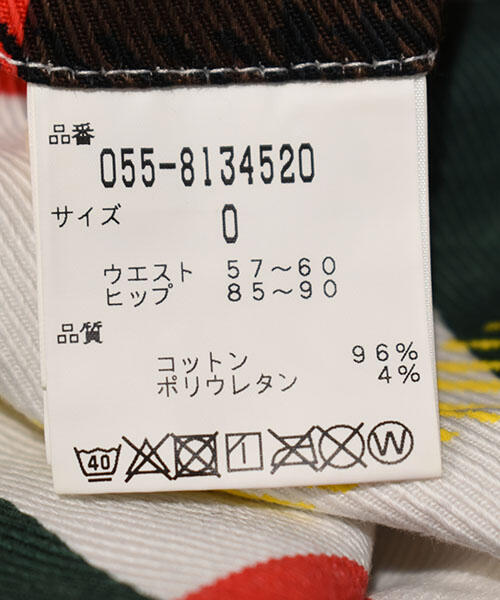 品番
055-8134520
サイズ 0
ウエスト 57〜60
ヒップ 85〜90
品質
コットン 96%
ポリウレタン 4%
40 W